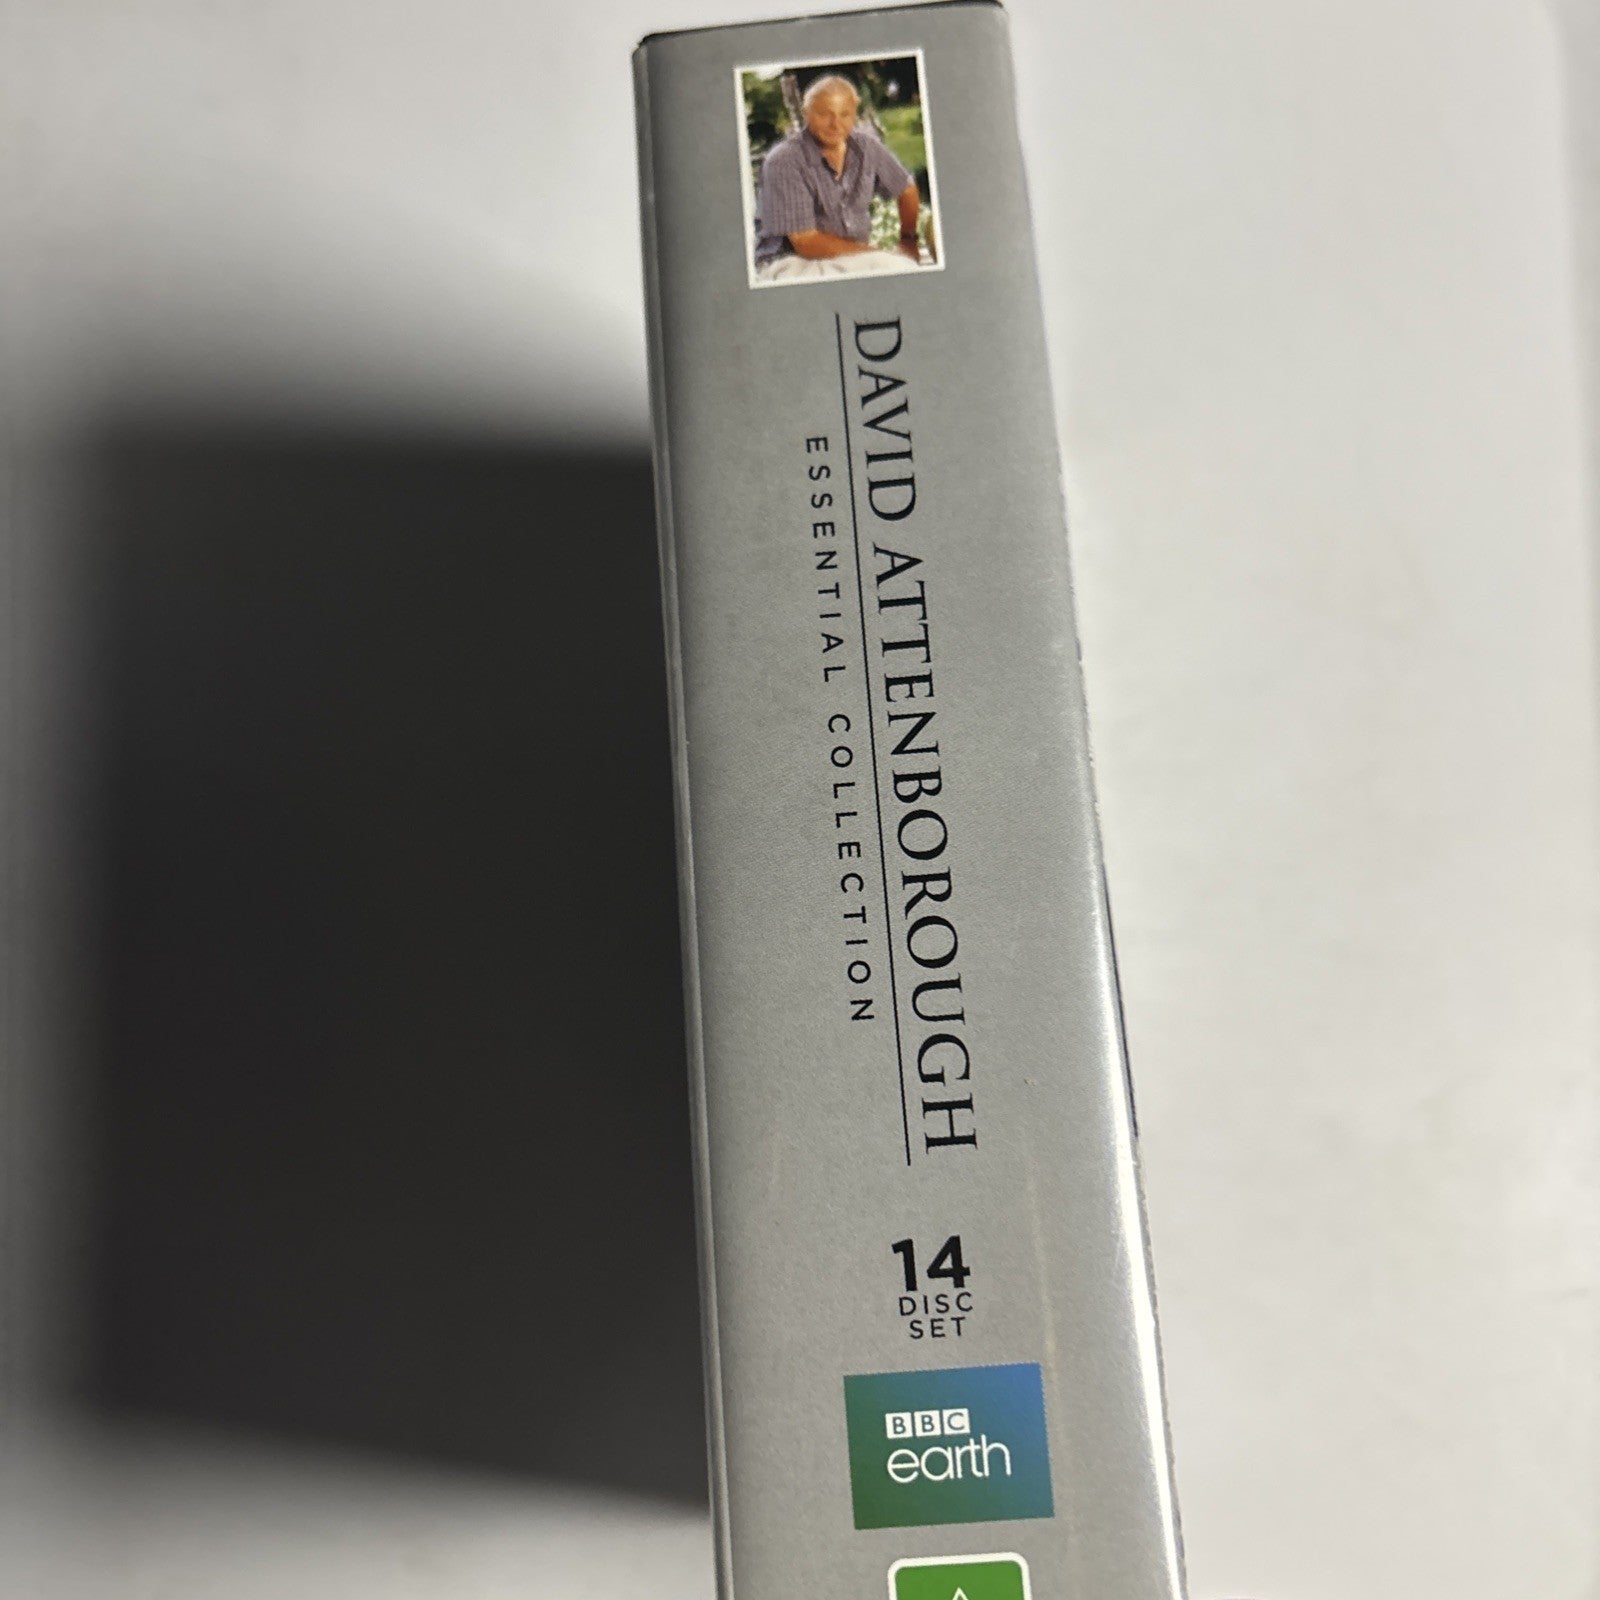 DAVID ATTENBOROUGH
ESSENTIAL COLLECTION
14
DISC
SET
BBC
earth